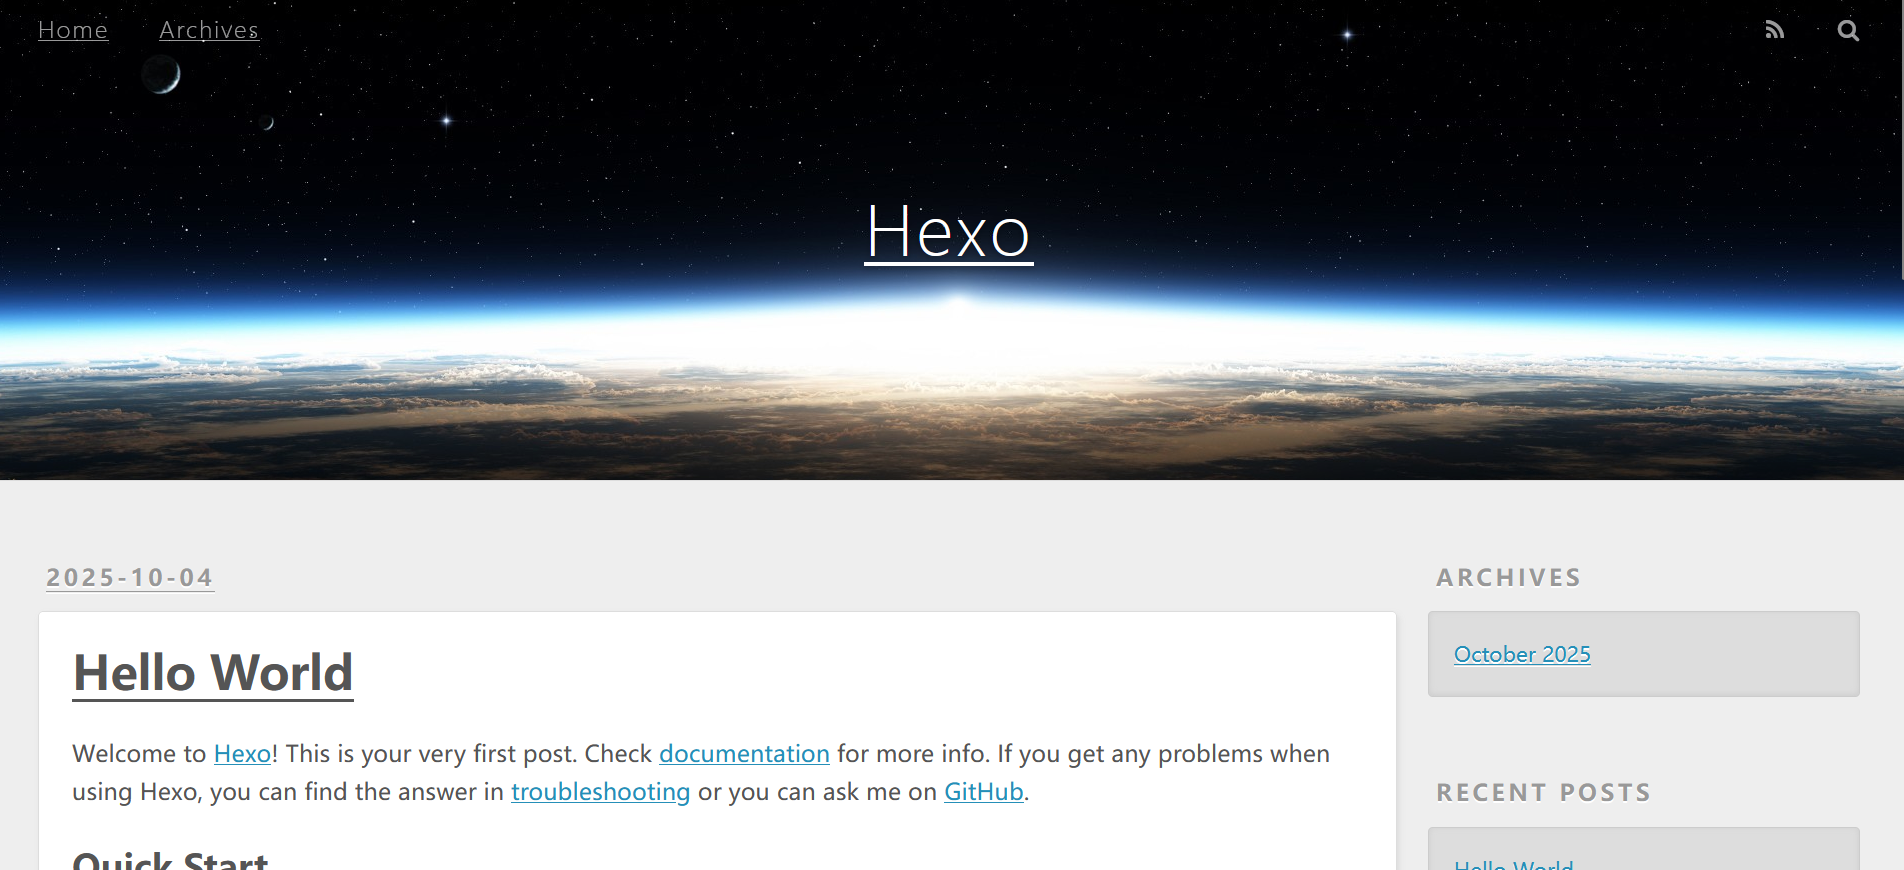 Home Archives
Hexo
2025-10-04
Hello World
Welcome to Hexo! This is your very first post. Check documentation for more info. If you get any problems when
using Hexo, you can find the answer in troubleshooting or you can ask me on GitHub.
Quick Start
ARCHIVES
October 2025
RECENT POSTS
Hello World